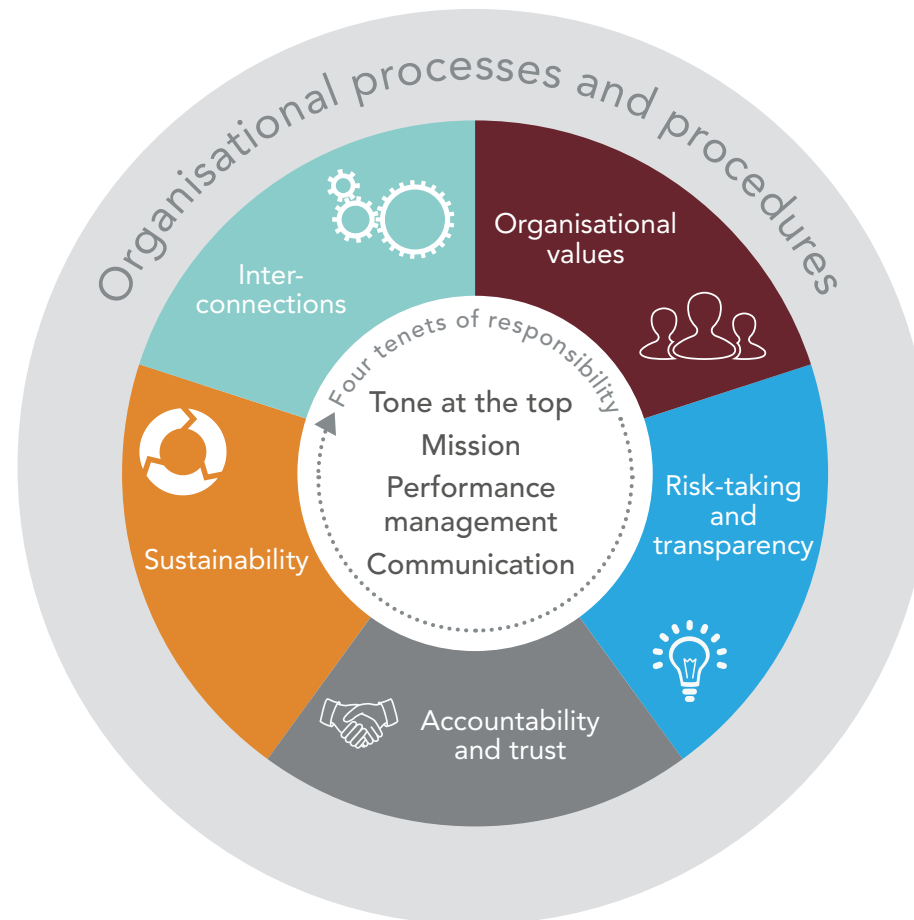 Organisational processes and procedures
Inter-
connections
Organisational
values
Four tenets of responsibility
Tone at the top
Mission
Performance
management
Communication
Risk-taking
and
transparency
Sustainability
Accountability
and trust